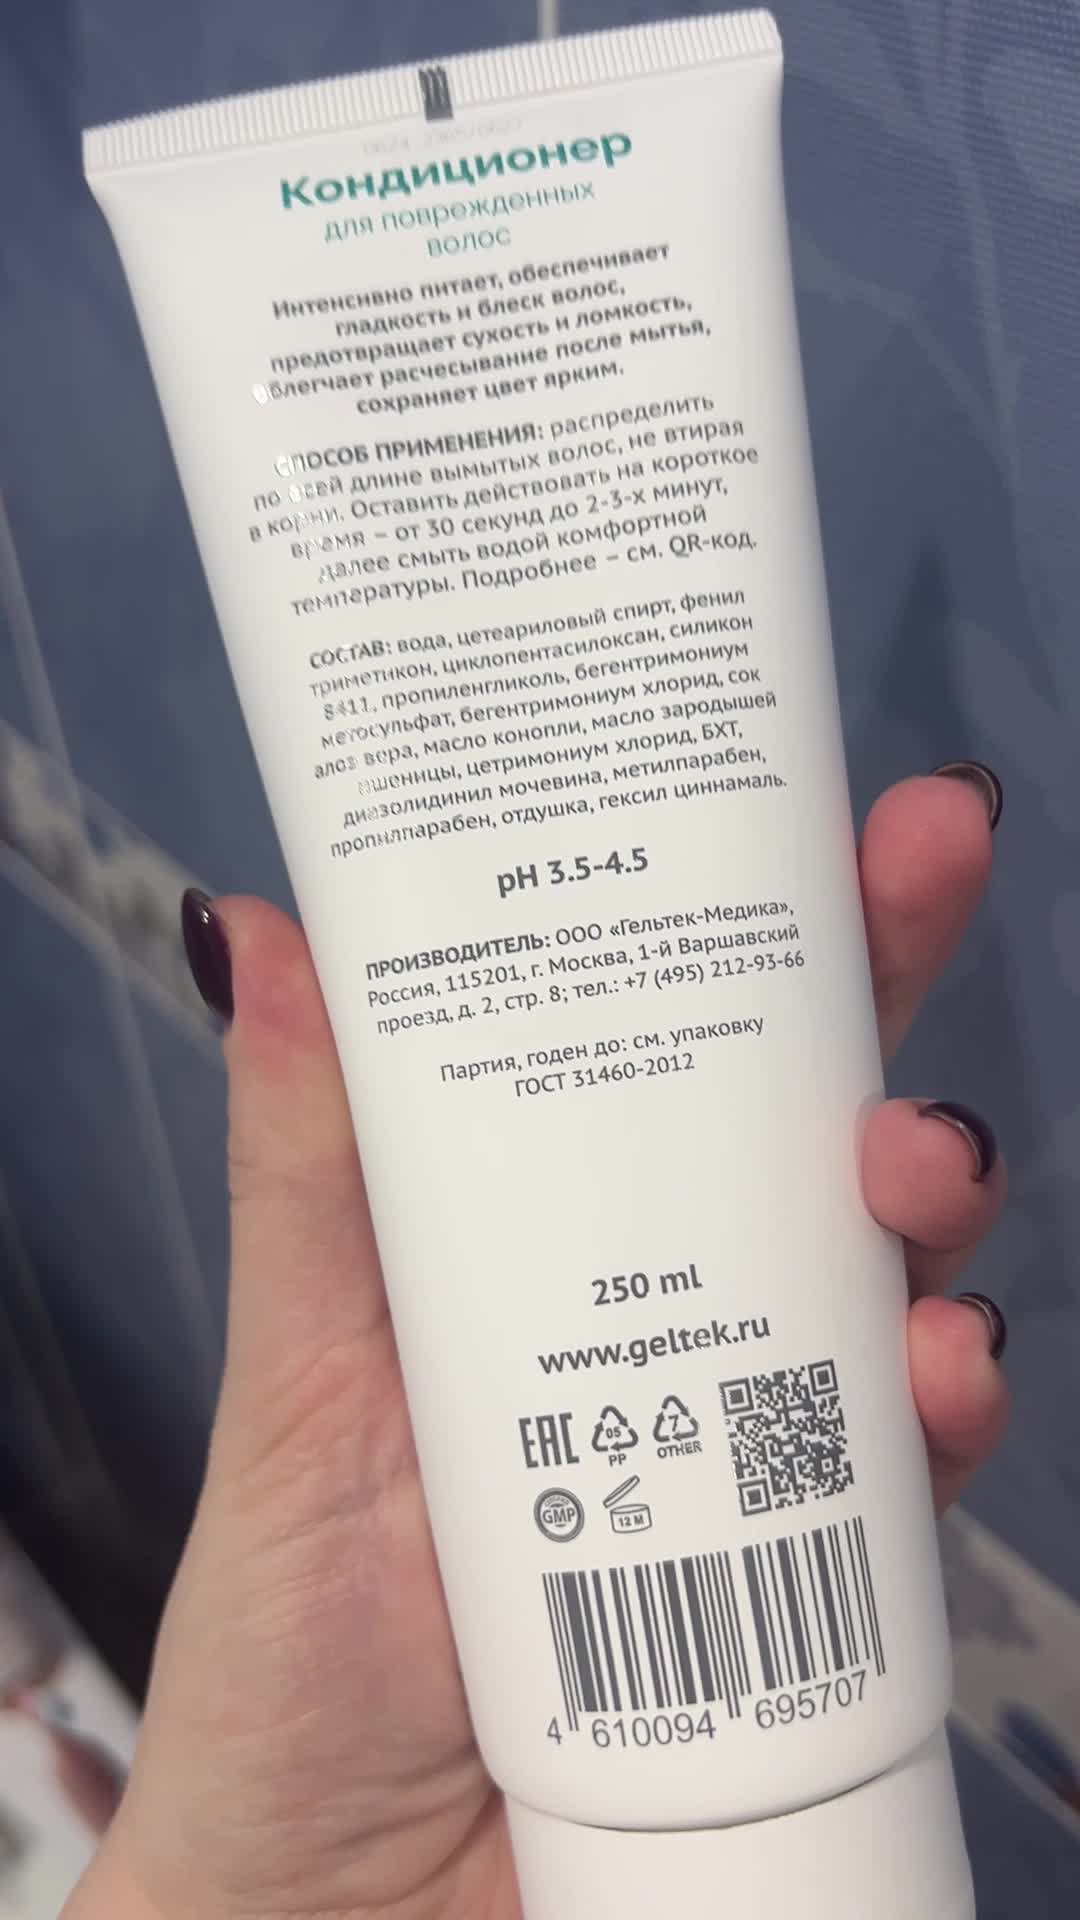 Кондиционер
для поврежденных
волос
Интенсивно питает, обеспечивает
гладкость и блеск волос,
предотвращает сухость и ломкость,
облегчает расчесывание после мытья,
сохраняет цвет ярким.
СПОСОБ ПРИМЕНЕНИЯ: распределить
по всей длине вымытых волос, не втирая
в корни. Оставить действовать на короткое
время – от 30 секунд до 2-3-х минут,
далее смыть водой комфортной
температуры. Подробнее – см. QR-код.
СОСТАВ: вода, цетеариловый спирт, фенил
триметикон, циклопентасилоксан, силикон
8411, пропиленгликоль, бегентримониум
метосульфат, бегентримониум хлорид, сок
алоэ вера, масло конопли, масло зародышей
пшеницы, цетримониум хлорид, БХТ,
диазолидинил мочевина, метилпарабен,
пропилпарабен, отдушка, гексил циннамаль.
pH 3.5-4.5
ПРОИЗВОДИТЕЛЬ: ООО «Гельтек-Медика»,
Россия, 115201, г. Москва, 1-й Варшавский
проезд, д. 2, стр. 8; тел.: +7 (495) 212-93-66
Партия, годен до: см. упаковку
ГОСТ 31460-2012
250 ml
www.geltek.ru
EAC 05 7
PP OTHER
GMP 12 M
4 610094 695707